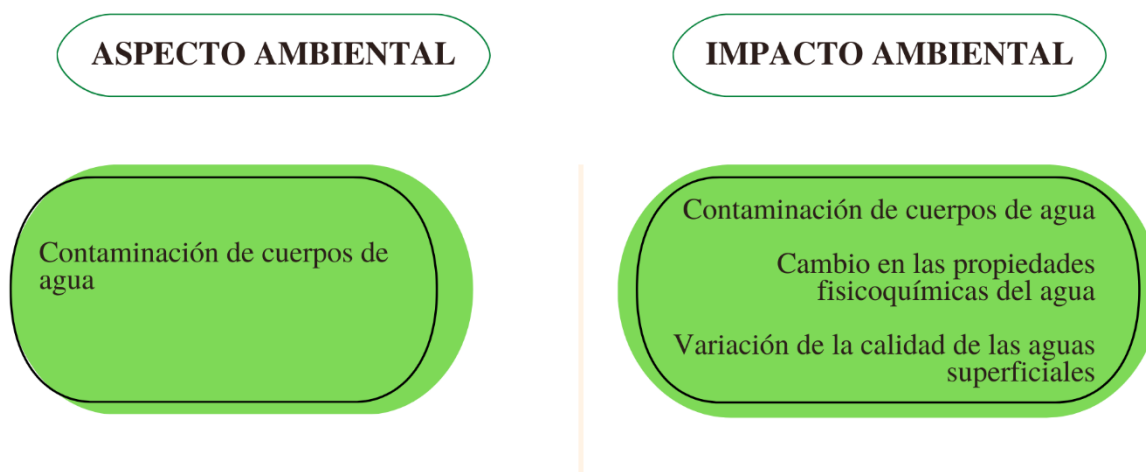 ASPECTO AMBIENTAL
IMPACTO AMBIENTAL
Contaminación de cuerpos de
agua
Contaminación de cuerpos de agua
Cambio en las propiedades
fisicoquímicas del agua
Variación de la calidad de las aguas
superficiales